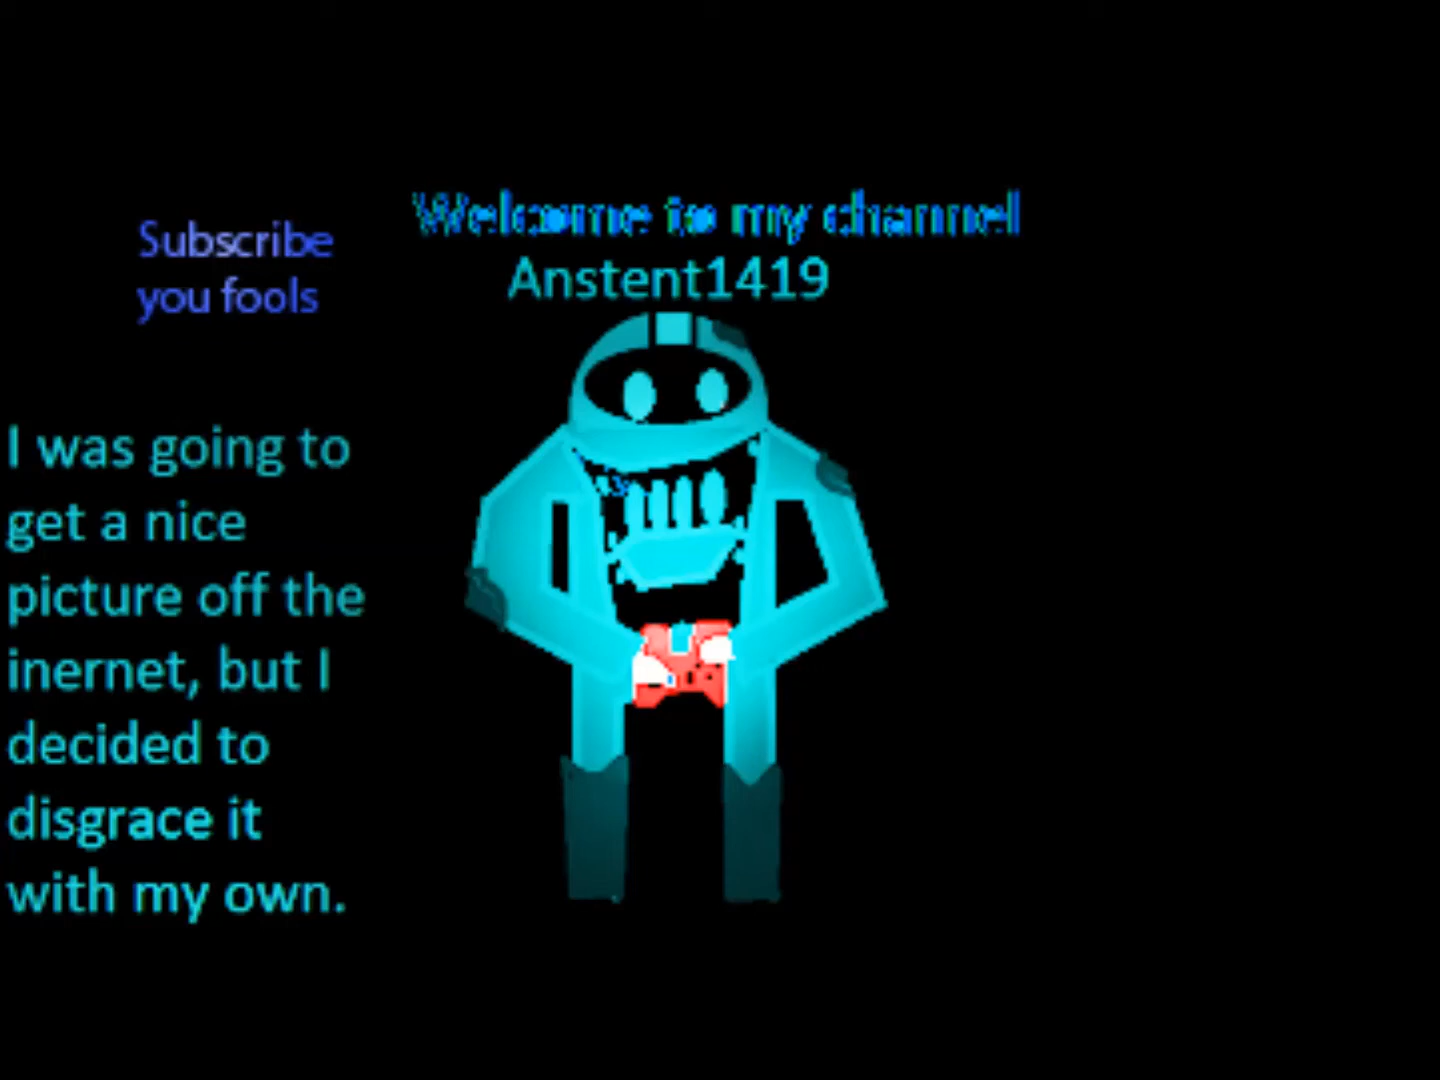 Welcome to my channel
Anstent1419
Subscribe
you fools
I was going to
get a nice
picture off the
inernet, but I
decided to
disgrace it
with my own.